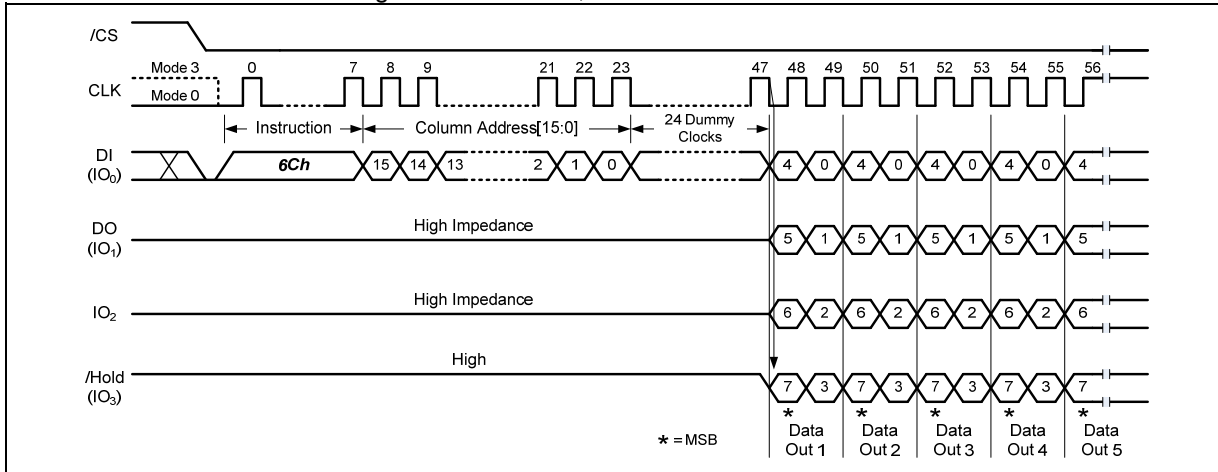 /CS
Mode 3 0 7 8 9 21 22 23 47 48 49 50 51 52 53 54 55 56
CLK
Mode 0
Instruction Column Address[15:0] 24 Dummy
Clocks
DI
(IO0)
6Ch 15 14 13 2 1 0 4 0 4 0 4 0 4 0 4
DO
(IO1)
High Impedance
5 1 5 1 5 1 5 1 5
IO2
High Impedance
6 2 6 2 6 2 6 2 6
/Hold
(IO3)
High
7 3 7 3 7 3 7 3 7
* * * * *
* = MSB
Data
Out 1
Data
Out 2
Data
Out 3
Data
Out 4
Data
Out 5